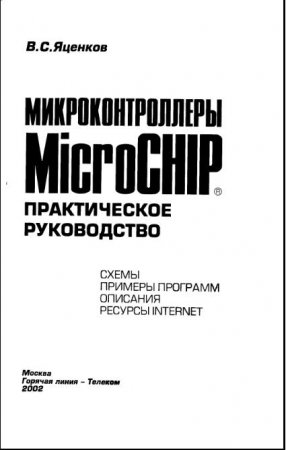 В.С.Яценков
МИКРОКОНТРОЛЛЕРЫ
MicroCHIP®
ПРАКТИЧЕСКОЕ
РУКОВОДСТВО
СХЕМЫ
ПРИМЕРЫ ПРОГРАММ
ОПИСАНИЯ
РЕСУРСЫ INTERNET
Москва
Горячая линия – Телеком
2002